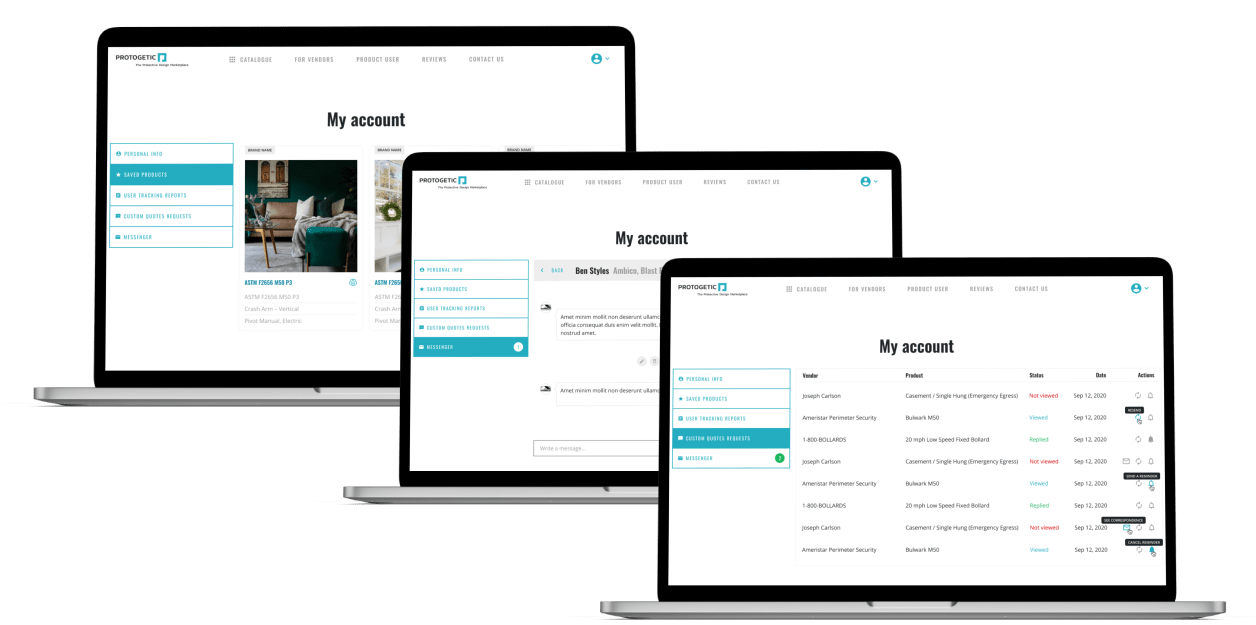 PROTOGETIC
The Protective Design Marketplace
CATALOGUE
FOR VENDORS
PRODUCT USER
REVIEWS
CONTACT US
My account
PERSONAL INFO
SAVED PRODUCTS
USER TRACKING REPORTS
CUSTOM QUOTES REQUESTS
MESSENGER
BRAND NAME
BRAND NAME
BRAND NAME
ASTM F2656 M50 P3
ASTM F2656 M50 P3
Crash Arm – Vertical
Pivot Manual, Electric
ASTM F265
ASTM F26
Crash Arm
Pivot Man
PROTOGETIC
The Protective Design Marketplace
CATALOGUE
FOR VENDORS
PRODUCT USER
REVIEWS
CONTACT US
My account
PERSONAL INFO
SAVED PRODUCTS
USER TRACKING REPORTS
CUSTOM QUOTES REQUESTS
MESSENGER 1
BACK Ben Styles Ambico, Blast
Amet minim mollit non deserunt ullamc
officia consequat duis enim velit mollit.
nostrud amet.
Amet minim mollit non deserunt ullamc
Write a message...
PROTOGETIC
The Protective Design Marketplace
CATALOGUE
FOR VENDORS
PRODUCT USER
REVIEWS
CONTACT US
My account
PERSONAL INFO
SAVED PRODUCTS
USER TRACKING REPORTS
CUSTOM QUOTES REQUESTS
MESSENGER 1
Vendor Product Status Date Actions
Joseph Carlson Casement / Single Hung (Emergency Egress) Not viewed Sep 12, 2020
RESEND
Ameristar Perimeter Security Bulwark M50 Viewed Sep 12, 2020
1-800-BOLLARDS 20 mph Low Speed Fixed Bollard Replied Sep 12, 2020
Joseph Carlson Casement / Single Hung (Emergency Egress) Not viewed Sep 12, 2020
SEND A REMINDER
Ameristar Perimeter Security Bulwark M50 Viewed Sep 12, 2020
1-800-BOLLARDS 20 mph Low Speed Fixed Bollard Replied Sep 12, 2020
SEE CORRESPONDENCE
Joseph Carlson Casement / Single Hung (Emergency Egress) Not viewed Sep 12, 2020
CANCEL REMINDER
Ameristar Perimeter Security Bulwark M50 Viewed Sep 12, 2020